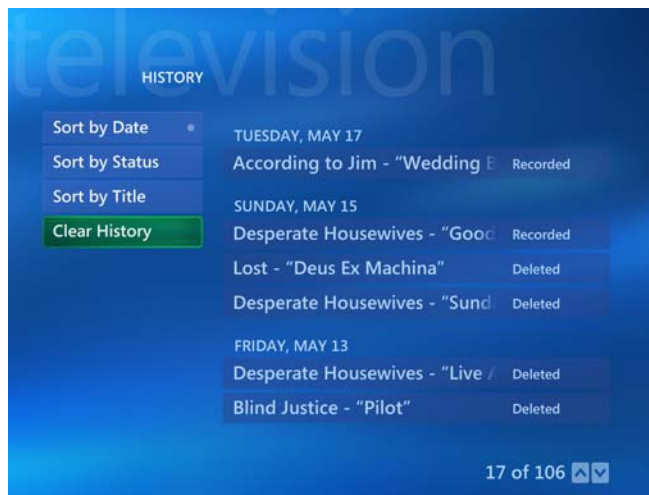 television
HISTORY
Sort by Date
Sort by Status
Sort by Title
Clear History
TUESDAY, MAY 17
According to Jim - “Wedding Recorded
SUNDAY, MAY 15
Desperate Housewives - “Good Recorded
Lost - “Deus Ex Machina” Deleted
Desperate Housewives - “Sund Deleted
FRIDAY, MAY 13
Desperate Housewives - “Live Deleted
Blind Justice - “Pilot” Deleted
17 of 106